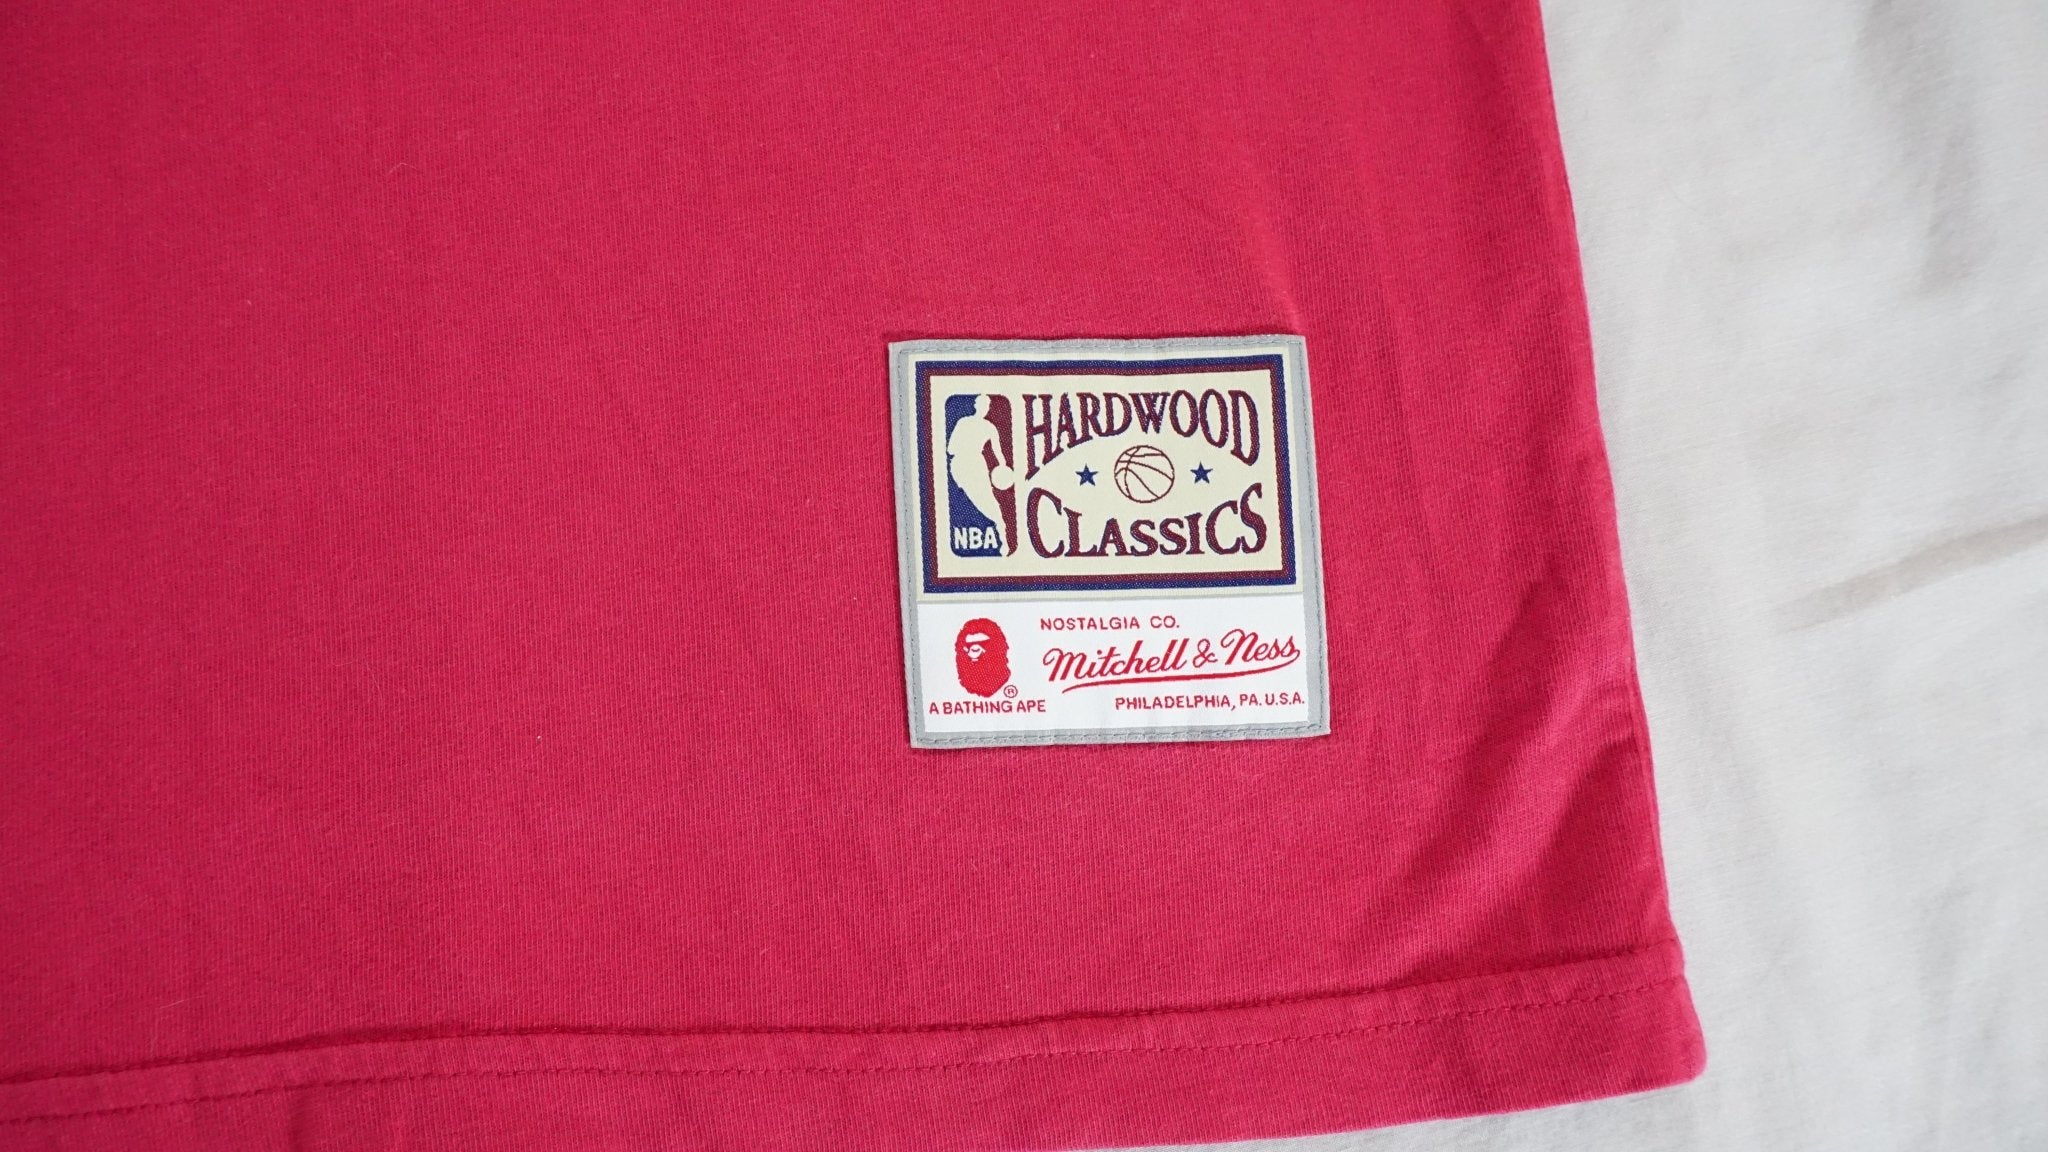 HARDWOOD
CLASSICS
NBA
NOSTALGIA CO.
Mitchell & Ness
®
A BATHING APE
PHILADELPHIA, PA. U.S.A.